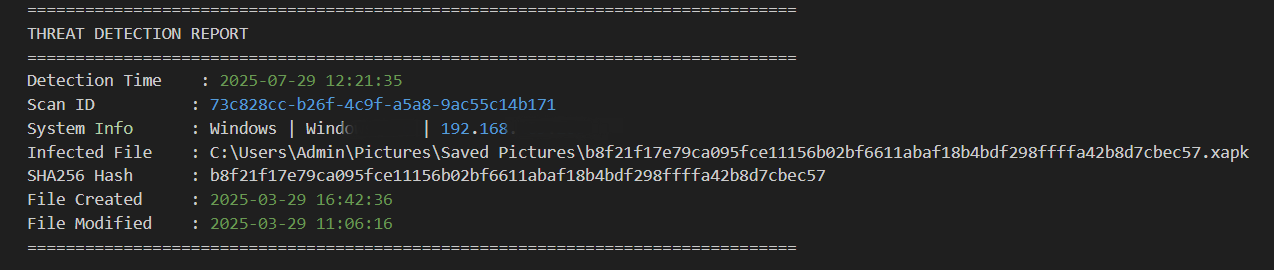 ================================================================================
THREAT DETECTION REPORT
================================================================================
Detection Time : 2025-07-29 12:21:35
Scan ID : 73c828cc-b26f-4c9f-a5a8-9ac55c14b171
System Info : Windows | Windo | 192.168.
Infected File : C:\Users\Admin\Pictures\Saved Pictures\b8f21f17e79ca095fce11156b02bf6611abaf18b4bdf298ffffa42b8d7cbec57.xapk
SHA256 Hash : b8f21f17e79ca095fce11156b02bf6611abaf18b4bdf298ffffa42b8d7cbec57
File Created : 2025-03-29 16:42:36
File Modified : 2025-03-29 11:06:16
================================================================================